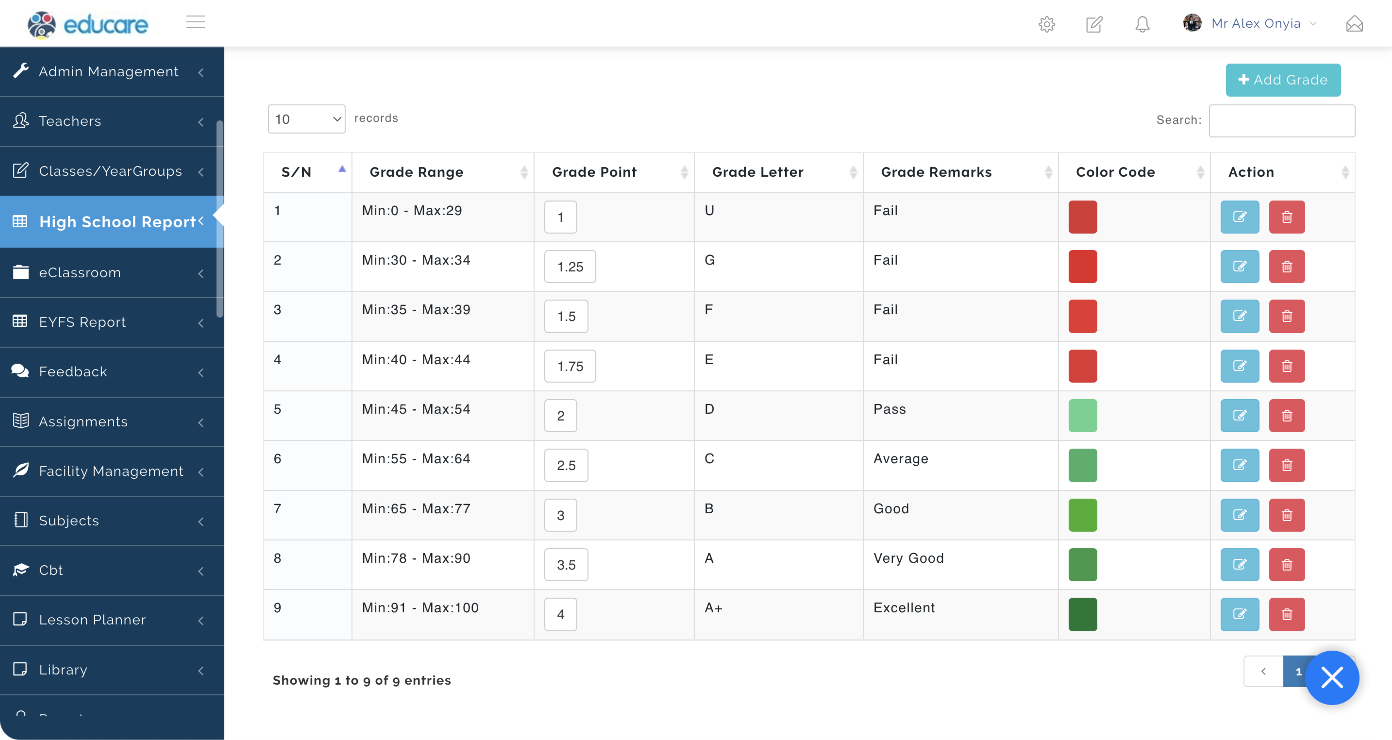 educare
Mr Alex Onyia
Admin Management
Teachers
Classes/YearGroups
High School Report
eClassroom
EYFS Report
Feedback
Assignments
Facility Management
Subjects
Cbt
Lesson Planner
Library
Add Grade
10 records Search:
S/N Grade Range Grade Point Grade Letter Grade Remarks Color Code Action
1 Min:0 - Max:29 1 U Fail
2 Min:30 - Max:34 1.25 G Fail
3 Min:35 - Max:39 1.5 F Fail
4 Min:40 - Max:44 1.75 E Fail
5 Min:45 - Max:54 2 D Pass
6 Min:55 - Max:64 2.5 C Average
7 Min:65 - Max:77 3 B Good
8 Min:78 - Max:90 3.5 A Very Good
9 Min:91 - Max:100 4 A+ Excellent
Showing 1 to 9 of 9 entries
1